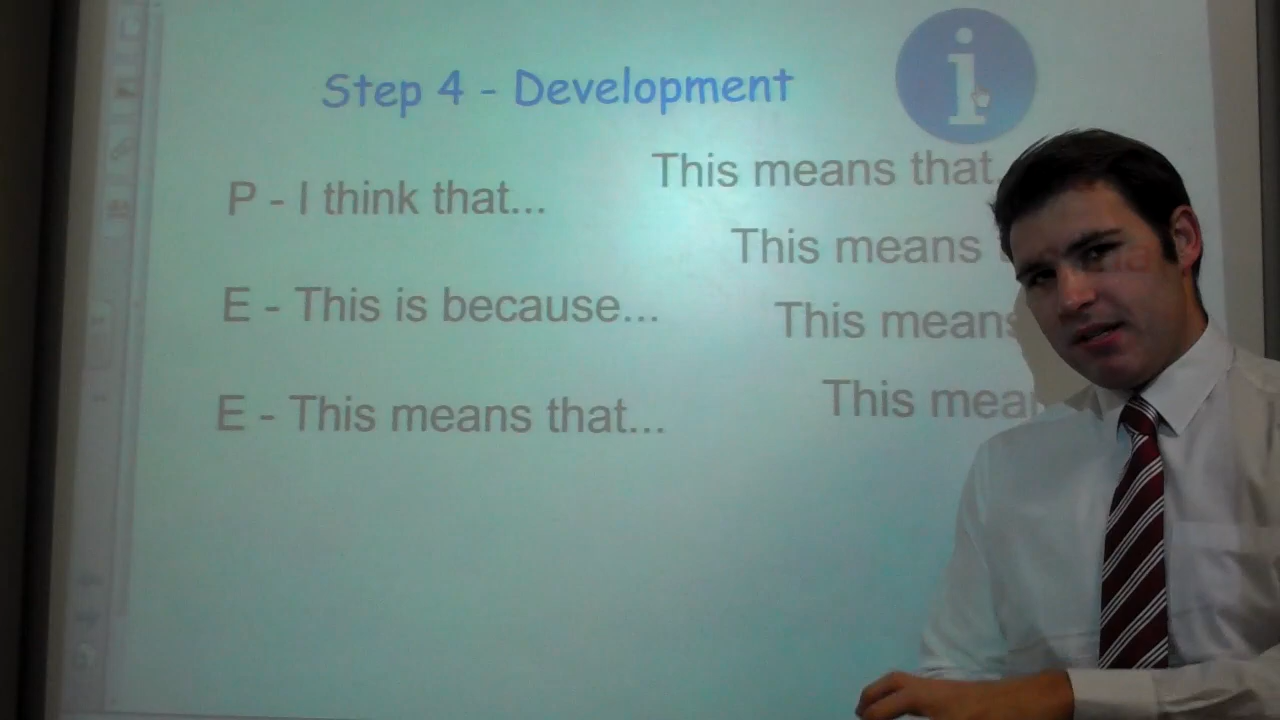 Step 4 - Development
i
P - I think that...
E - This is because...
E - This means that...
This means that.
This means
This means
This mea